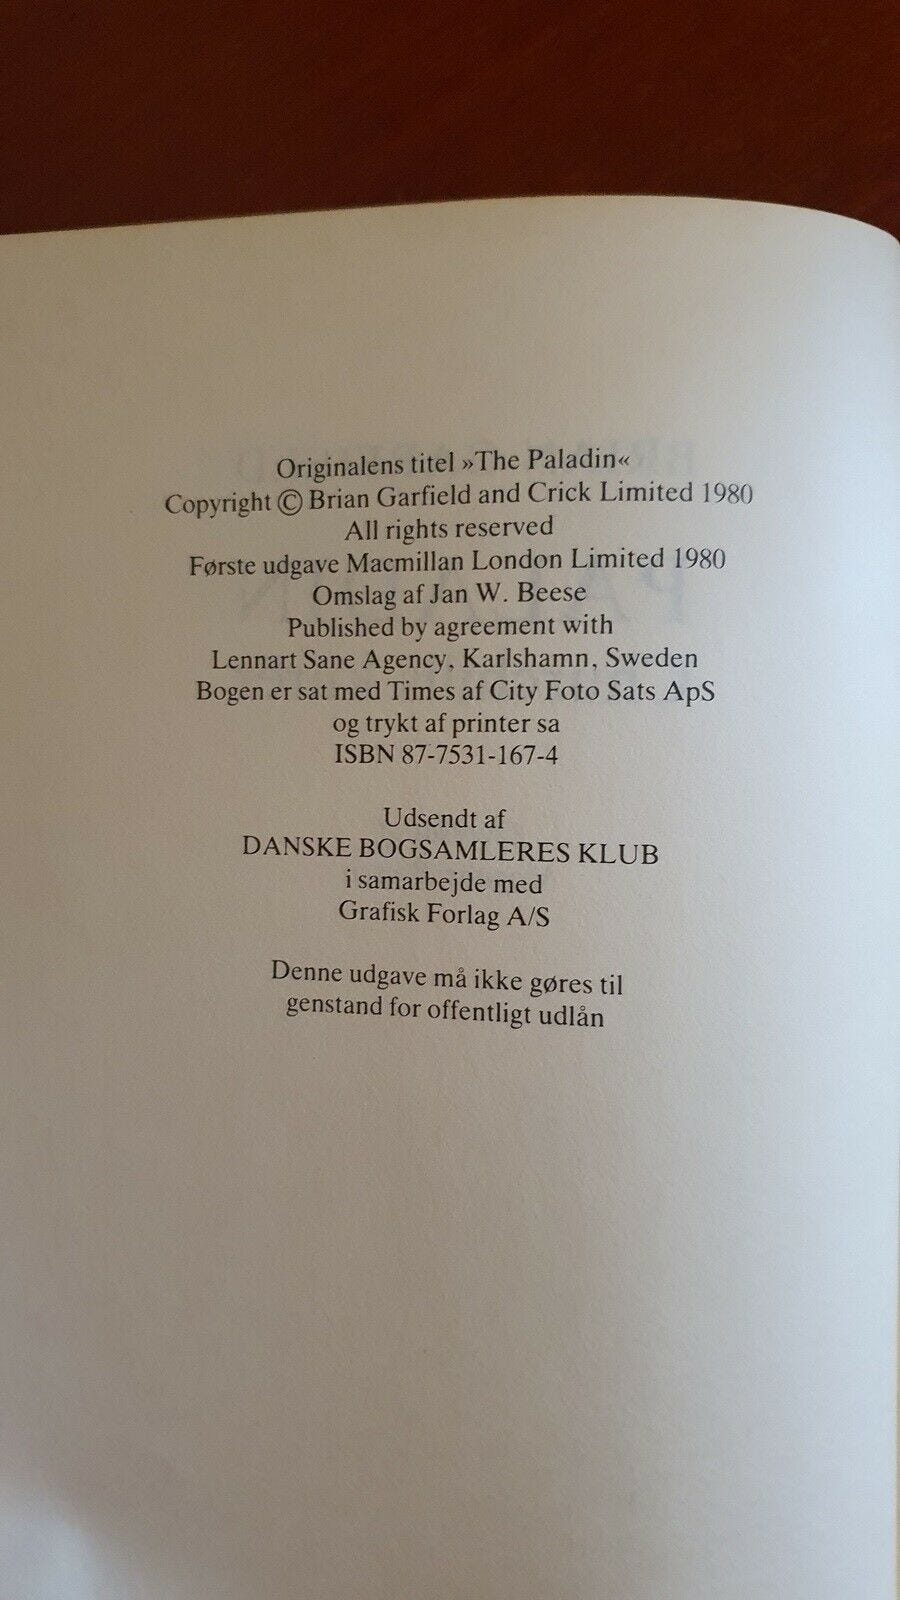 Originalens titel »The Paladin«
Copyright © Brian Garfield and Crick Limited 1980
All rights reserved
Første udgave Macmillan London Limited 1980
Omslag af Jan W. Beese
Published by agreement with
Lennart Sane Agency, Karlshamn, Sweden
Bogen er sat med Times af City Foto Sats ApS
og trykt af printer sa
ISBN 87-7531-167-4
Udsendt af
DANSKE BOGSAMLERES KLUB
i samarbejde med
Grafisk Forlag A/S
Denne udgave må ikke gøres til
genstand for offentligt udlån